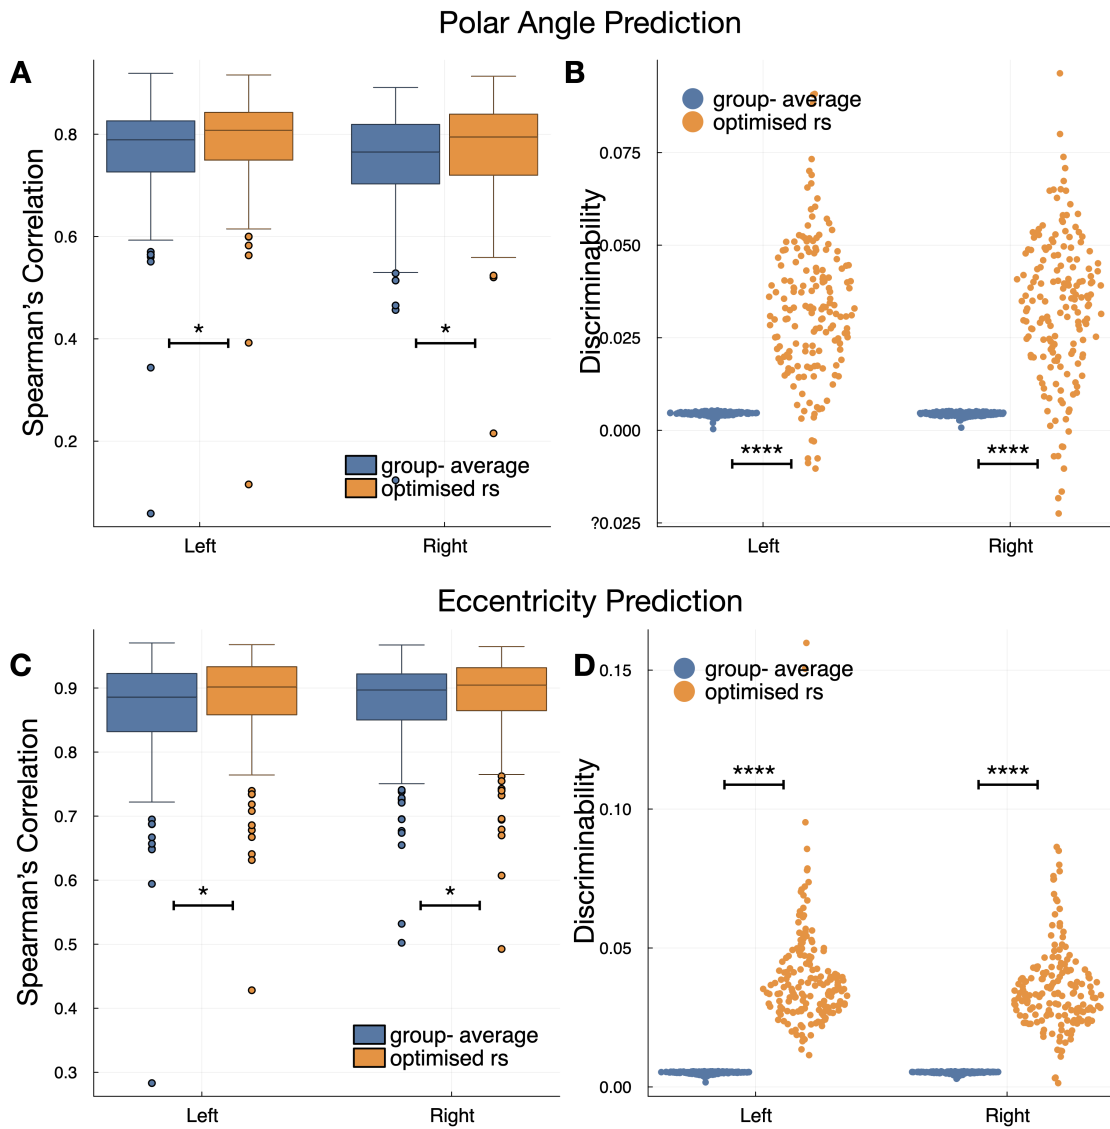 Polar Angle Prediction
A
Spearman's Correlation
0.8
0.6
0.4
0.2
*
*
group- average
optimised rs
Left
Right
B
Discriminability
group- average
optimised rs
0.075
0.050
0.025
0.000
?0.025
****
****
Left
Right
Eccentricity Prediction
C
Spearman's Correlation
0.9
0.8
0.7
0.6
0.5
0.4
0.3
*
*
group- average
optimised rs
Left
Right
D
Discriminability
group- average
optimised rs
0.15
0.10
0.05
0.00
****
****
Left
Right